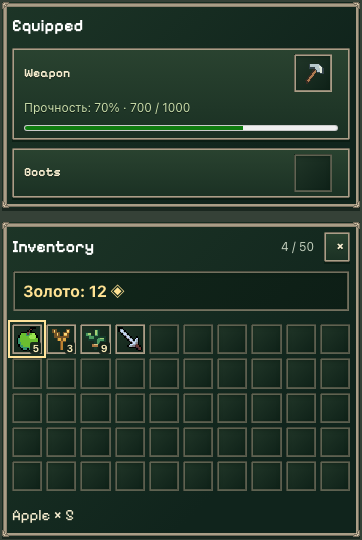 Equipped
Weapon
Прочность: 70% · 700 / 1000
Boots
Inventory
4 / 50
×
Золото: 12 ◈
5
3
9
Apple × 5